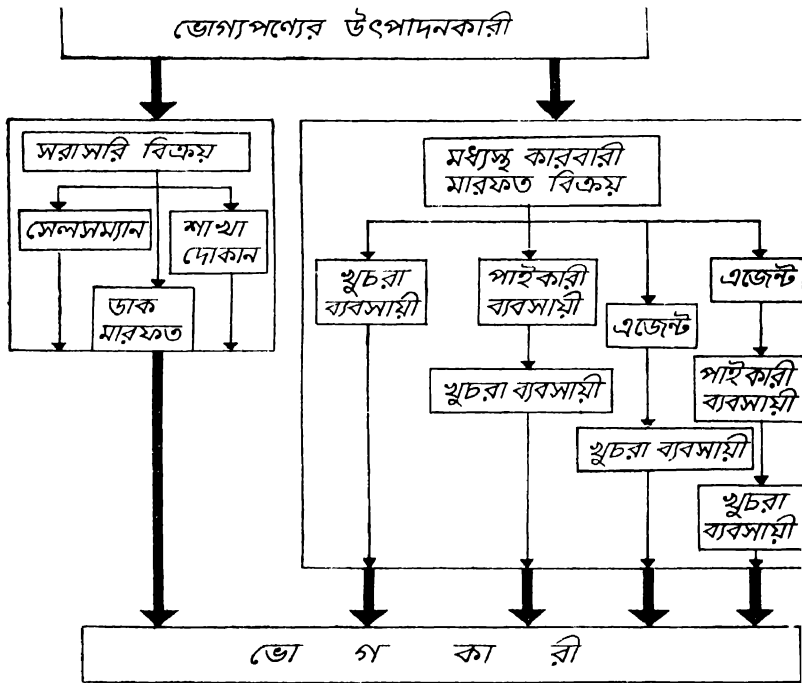 ভোগ্যপণ্যের উৎপাদনকারী
সরাসরি বিক্রয়
সেলসম্যান
শাখা
দোকান
ডাক
মারফত
মধ্যস্থ কারবারী
মারফত বিক্রয়
খুচরা
ব্যবসায়ী
পাইকারী
ব্যবসায়ী
খুচরা ব্যবসায়ী
এজেন্ট
খুচরা ব্যবসায়ী
এজেন্ট
পাইকারী
ব্যবসায়ী
খুচরা
ব্যবসায়ী
ভো গ কা রী